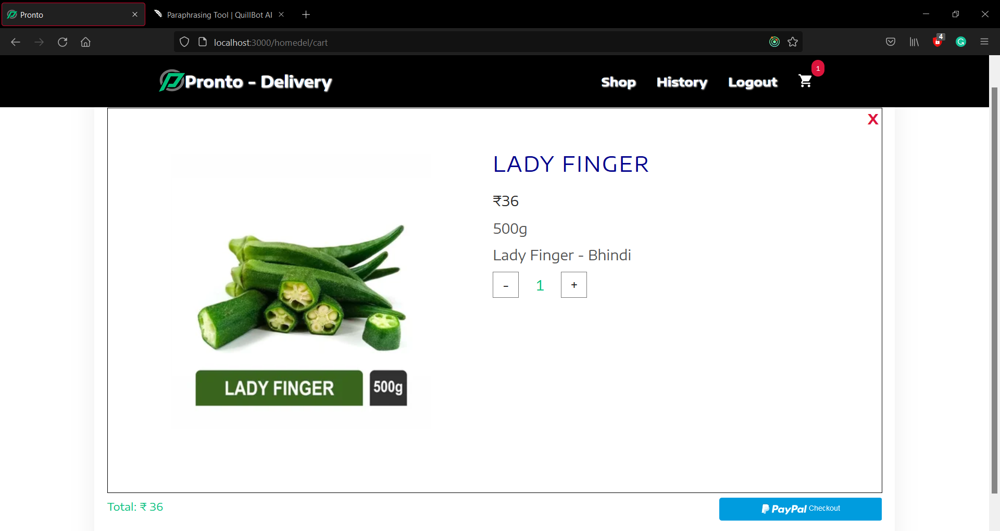 Pronto
Paraphrasing Tool | QuillBot AI
localhost:3000/homedel/cart
4
Pronto - Delivery
Shop
History
Logout
1
X
LADY FINGER
₹36
500g
Lady Finger - Bhindi
- 1 +
LADY FINGER
500g
Total: ₹ 36
PayPal Checkout